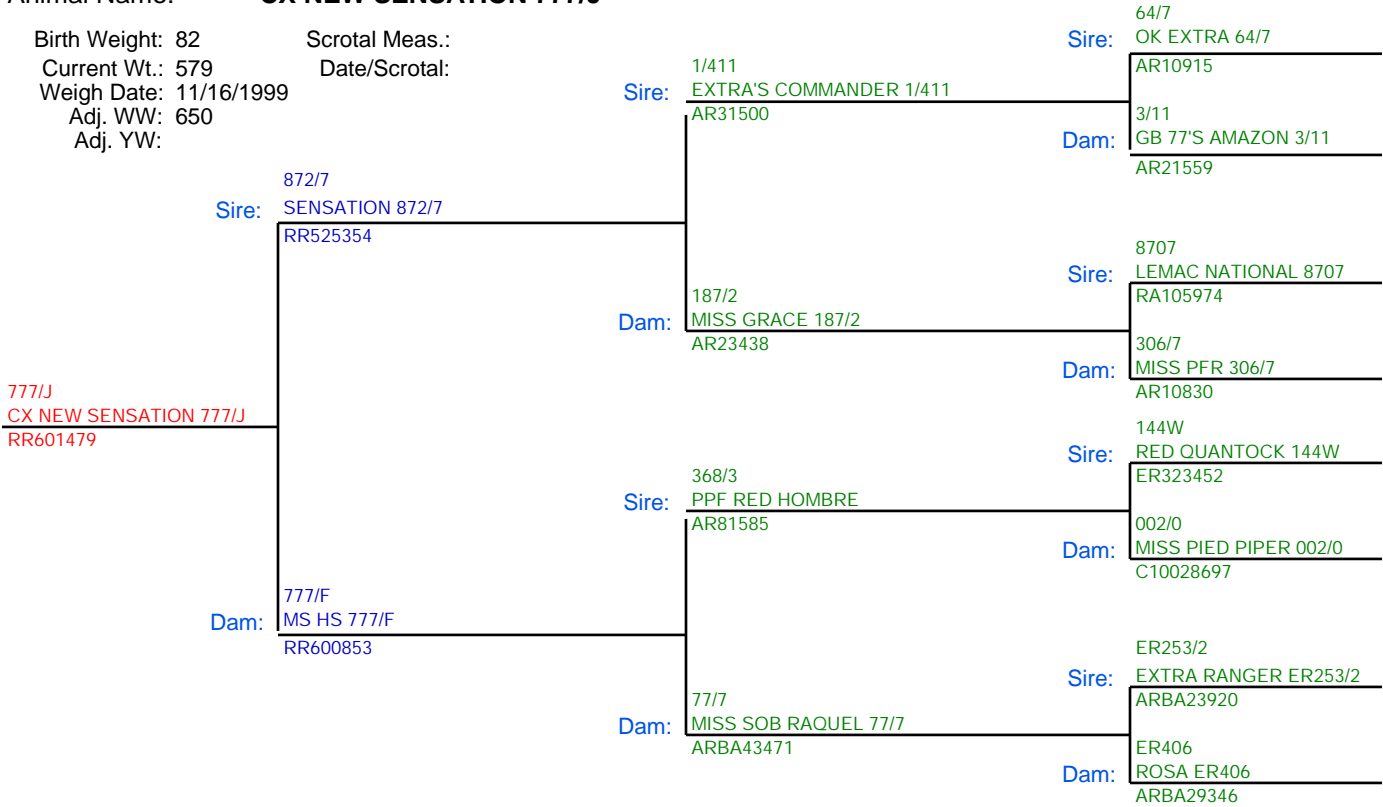 Animal Name: CX NEW SENSATION 777/J
Birth Weight: 82 Scrotal Meas.:
Current Wt.: 579 Date/Scrotal:
Weigh Date: 11/16/1999
Adj. WW: 650
Adj. YW:
777/J
CX NEW SENSATION 777/J
RR601479
872/7
Sire: SENSATION 872/7
RR525354
777/F
Dam: MS HS 777/F
RR600853
1/411
Sire: EXTRA'S COMMANDER 1/411
AR31500
187/2
Dam: MISS GRACE 187/2
AR23438
368/3
Sire: PPF RED HOMBRE
AR81585
77/7
Dam: MISS SOB RAQUEL 77/7
ARBA43471
64/7
Sire: OK EXTRA 64/7
AR10915
3/11
Dam: GB 77'S AMAZON 3/11
AR21559
8707
Sire: LEMAC NATIONAL 8707
RA105974
306/7
Dam: MISS PFR 306/7
AR10830
144W
Sire: RED QUANTOCK 144W
ER323452
002/0
Dam: MISS PIED PIPER 002/0
C10028697
ER253/2
Sire: EXTRA RANGER ER253/2
ARBA23920
ER406
Dam: ROSA ER406
ARBA29346